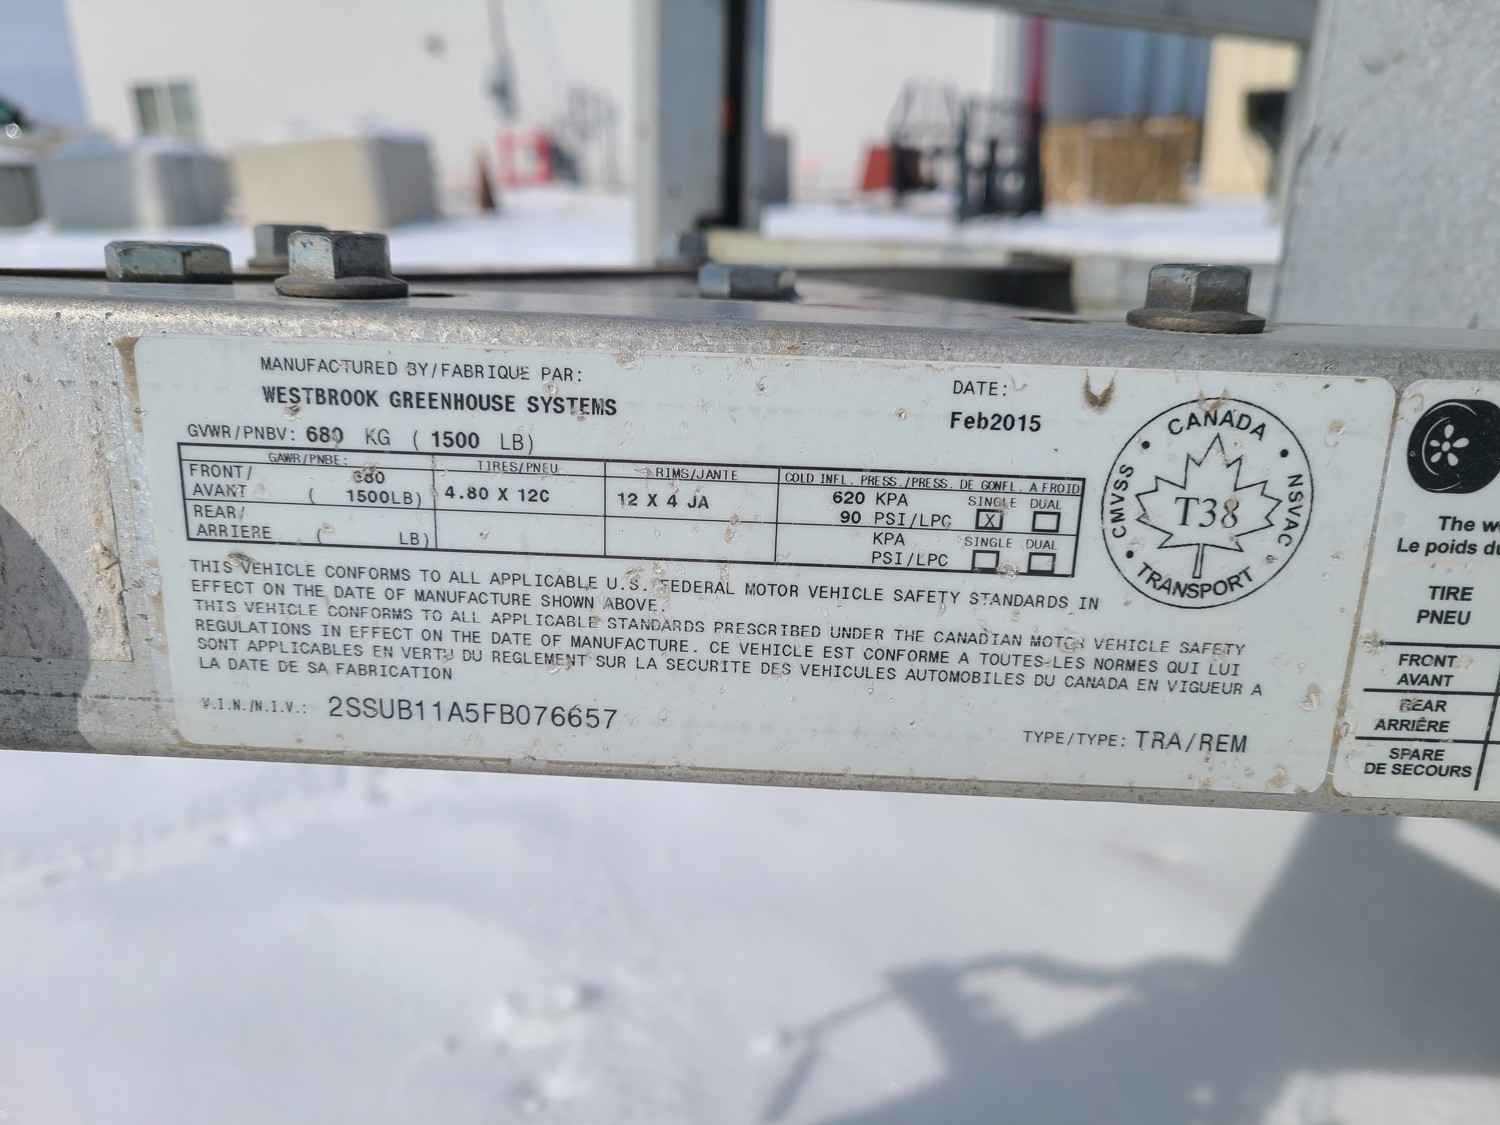 MANUFACTURED BY/FABRIQUE PAR:
WESTBROOK GREENHOUSE SYSTEMS
DATE:
Feb2015
GVWR/PNBV: 680 KG ( 1500 LB)
GAWR/PNBE: TIRES/PNEU RIMS/JANTE COLD INFL. PRESS./PRESS. DE GONFL. A FROID
FRONT/ 680 4.80 X 12C 12 X 4 JA 620 KPA SINGLE DUAL
AVANT ( 1500LB) 90 PSI/LPC X
REAR/ KPA SINGLE DUAL
ARRIERE ( LB) PSI/LPC
THIS VEHICLE CONFORMS TO ALL APPLICABLE U.S. FEDERAL MOTOR VEHICLE SAFETY STANDARDS IN
EFFECT ON THE DATE OF MANUFACTURE SHOWN ABOVE.
THIS VEHICLE CONFORMS TO ALL APPLICABLE STANDARDS PRESCRIBED UNDER THE CANADIAN MOTOR VEHICLE SAFETY
REGULATIONS IN EFFECT ON THE DATE OF MANUFACTURE. CE VEHICLE EST CONFORME A TOUTES-LES NORMES QUI LUI
SONT APPLICABLES EN VERTU DU REGLEMENT SUR LA SECURITE DES VEHICULES AUTOMOBILES DU CANADA EN VIGUEUR A
LA DATE DE SA FABRICATION
V.I.N./N.I.V.: 2SSUB11A5FB076657
TYPE/TYPE: TRA/REM
CANADA
CMVSS
T38
NSVAC
TRANSPORT
The w
Le poids du
TIRE
PNEU
FRONT
AVANT
REAR
ARRIÈRE
SPARE
DE SECOURS